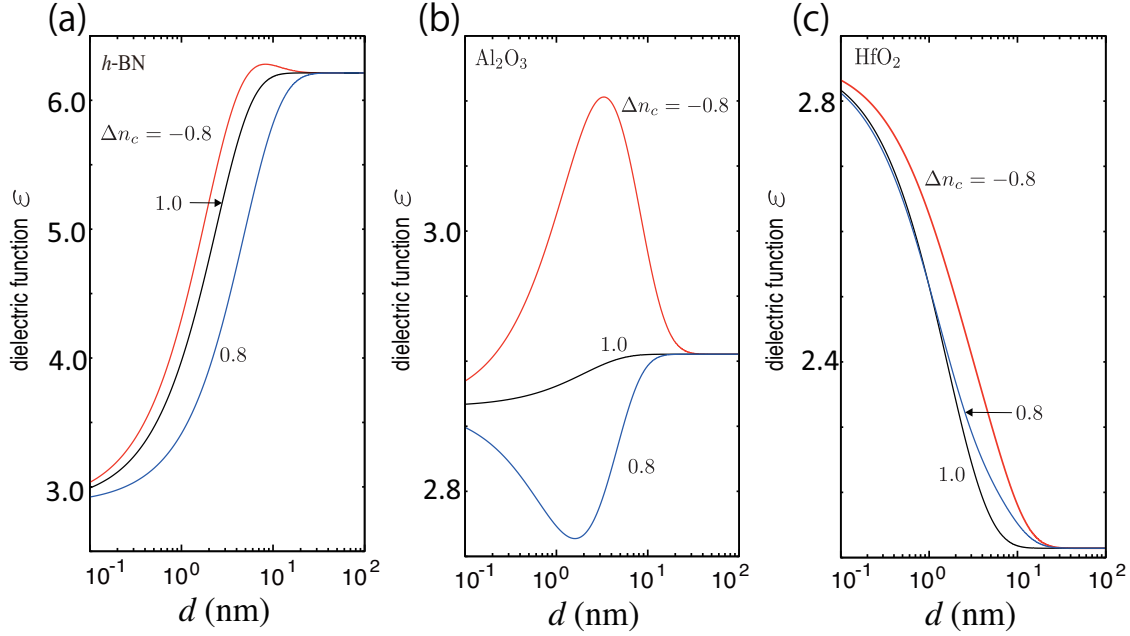 (a)
h-BN
Δn_c = −0.8
1.0
0.8
dielectric function ε
6.0
5.0
4.0
3.0
10^-1
10^0
10^1
10^2
d (nm)
(b)
Al₂O₃
Δn_c = −0.8
1.0
0.8
dielectric function ε
3.0
2.8
10^-1
10^0
10^1
10^2
d (nm)
(c)
HfO₂
Δn_c = −0.8
0.8
1.0
dielectric function ε
2.8
2.4
10^-1
10^0
10^1
10^2
d (nm)